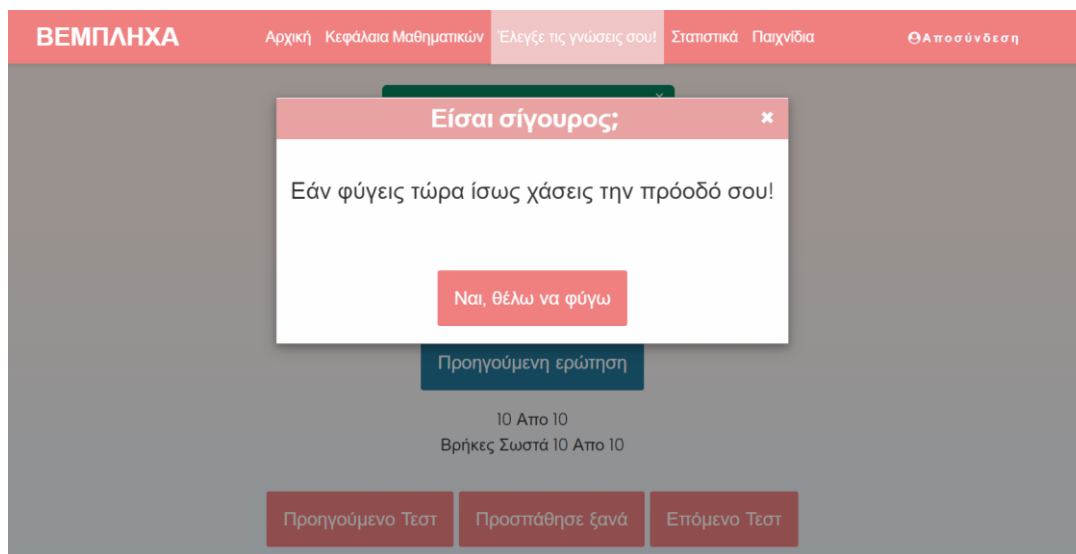 ΒΕΜΠΛΗΧΑ Αρχική Κεφάλαια Μαθηματικών Έλεγξε τις γνώσεις σου! Στατιστικά Παιχνίδια Αποσύνδεση
Είσαι σίγουρος;
Εάν φύγεις τώρα ίσως χάσεις την πρόοδό σου!
Ναι, θέλω να φύγω
Προηγούμενη ερώτηση
10 Απο 10
Βρήκες Σωστά 10 Απο 10
Προηγούμενο Τεστ Προσπάθησε ξανά Επόμενο Τεστ